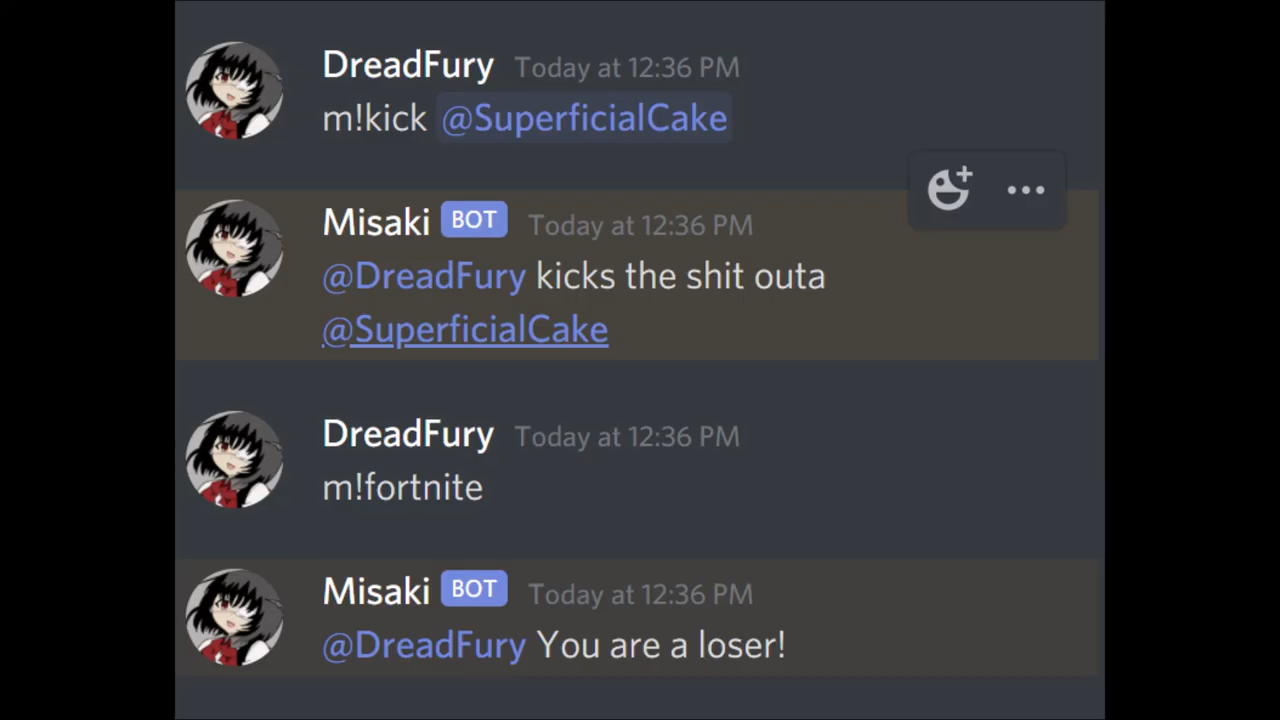 DreadFury Today at 12:36 PM
m!kick @SuperficialCake
Misaki BOT Today at 12:36 PM
@DreadFury kicks the shit outa
@SuperficialCake
DreadFury Today at 12:36 PM
m!fortnite
Misaki BOT Today at 12:36 PM
@DreadFury You are a loser!